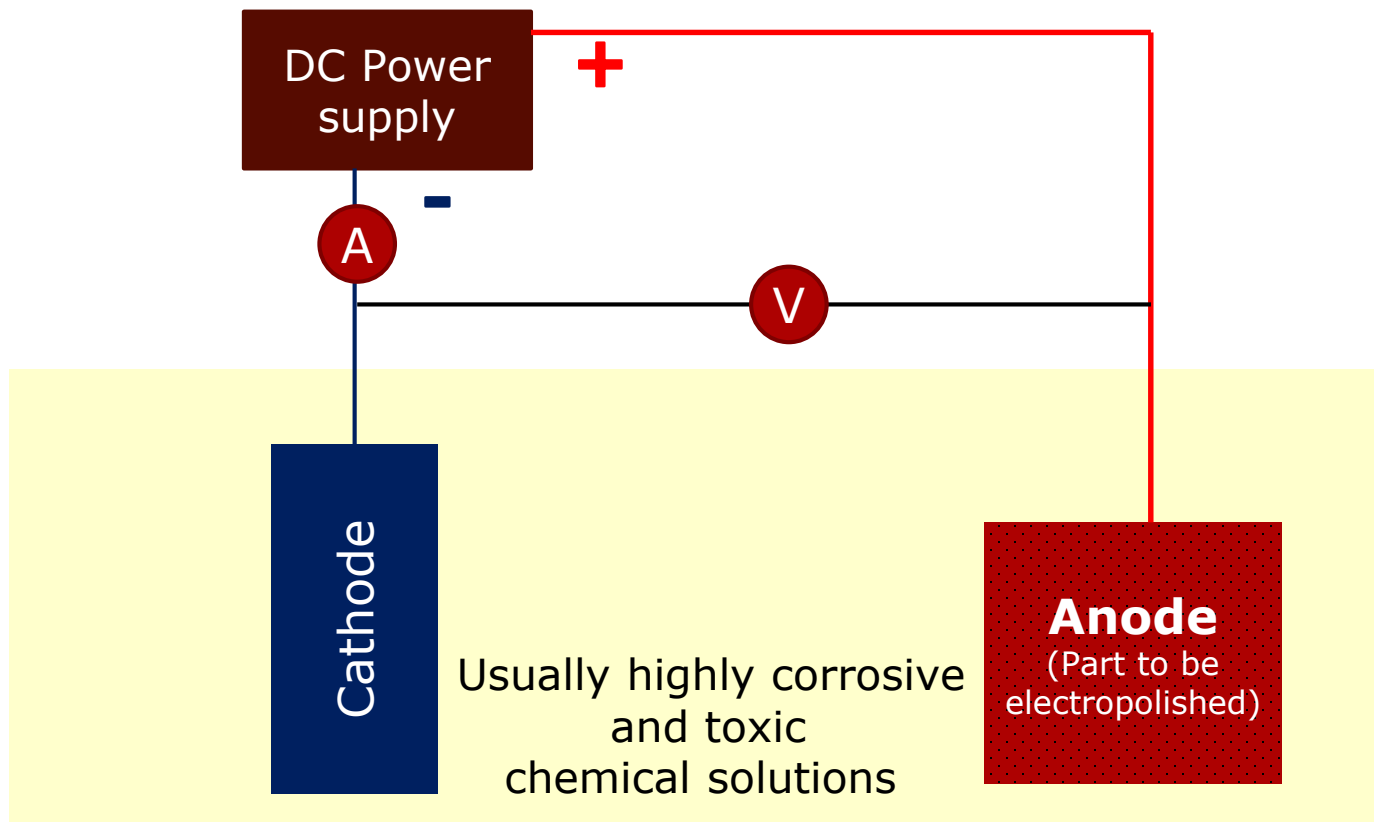 DC Power
supply
+
-
A
V
Cathode
Anode
(Part to be
electropolished)
Usually highly corrosive
and toxic
chemical solutions